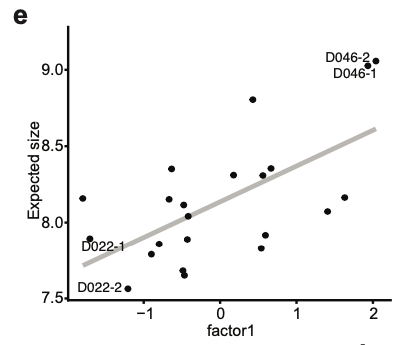 e
Expected size
9.0
8.5
8.0
7.5
D046-2
D046-1
D022-1
D022-2
−1
0
1
2
factor1